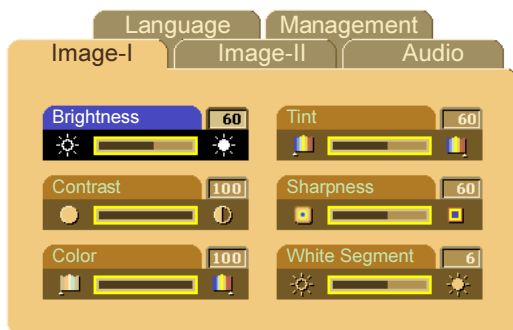 Language Management
Image-I Image-II Audio
Brightness 60
Tint 60
Contrast 100
Sharpness 60
Color 100
White Segment 6